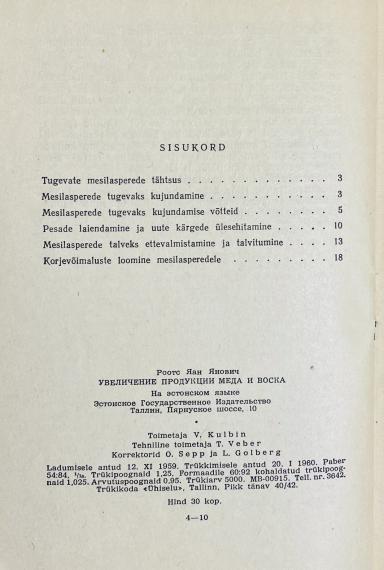 SISUKORD
Tugevate mesilasperede tähtsus . . . . . . . . . . . . . 3
Mesilasperede tugevaks kujundamine . . . . . . . . . 3
Mesilasperede tugevaks kujundamise võtteid . . . . . . . 5
Pesade laiendamine ja uute kärgede ülesehitamine . . . . . 10
Mesilasperede talveks ettevalmistamine ja talvitumine . . . . 13
Korjevõimaluste loomine mesilasperedele . . . . . . . . . 18
Роотс Яан Янович
УВЕЛИЧЕНИЕ ПРОДУКЦИИ МЕДА И ВОСКА
На эстонском языке
Эстонское Государственное Издательство
Таллин, Пярнуское шоссе, 10
•
Toimetaja V. Kulbin
Tehniline toimetaja T. Veber
Korrektorid O. Sepp ja L. Golberg
Ladumisele antud 12. XI 1959. Trükkimisele antud 20. I 1960. Paber
54:84, 1/16. Trükipoognaid 1,25. Formaadile 60:92 kohaldatud trükipoog-
naid 1,025. Arvutuspoognaid 0,95. Trükiarv 5000. MB-00915. Tell. nr. 3642.
Trükikoda «Ühiselu», Tallinn, Pikk tänav 40/42.
Hind 30 kop.
4—10